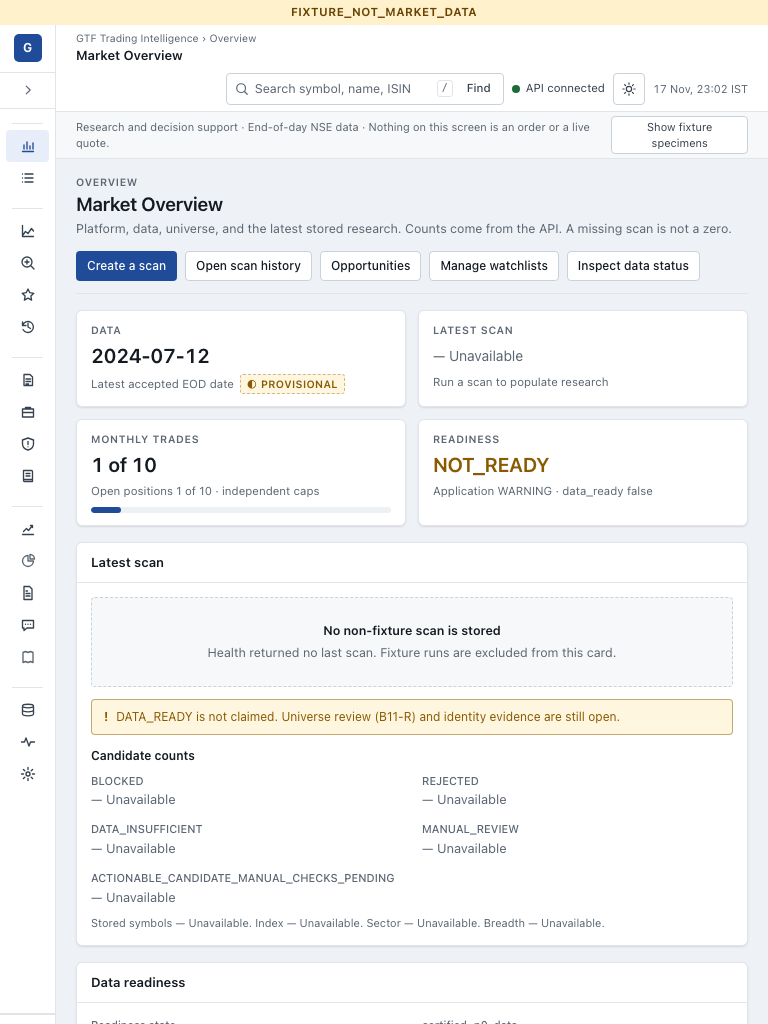 FIXTURE_NOT_MARKET_DATA
G
GTF Trading Intelligence › Overview
Market Overview
Search symbol, name, ISIN / Find
API connected
17 Nov, 23:02 IST
Research and decision support · End-of-day NSE data · Nothing on this screen is an order or a live
quote.
Show fixture
specimens
OVERVIEW
Market Overview
Platform, data, universe, and the latest stored research. Counts come from the API. A missing scan is not a zero.
Create a scan
Open scan history
Opportunities
Manage watchlists
Inspect data status
DATA
2024-07-12
Latest accepted EOD date PROVISIONAL
LATEST SCAN
— Unavailable
Run a scan to populate research
MONTHLY TRADES
1 of 10
Open positions 1 of 10 · independent caps
READINESS
NOT_READY
Application WARNING · data_ready false
Latest scan
No non-fixture scan is stored
Health returned no last scan. Fixture runs are excluded from this card.
! DATA_READY is not claimed. Universe review (B11-R) and identity evidence are still open.
Candidate counts
BLOCKED
— Unavailable
REJECTED
— Unavailable
DATA_INSUFFICIENT
— Unavailable
MANUAL_REVIEW
— Unavailable
ACTIONABLE_CANDIDATE_MANUAL_CHECKS_PENDING
— Unavailable
Stored symbols — Unavailable. Index — Unavailable. Sector — Unavailable. Breadth — Unavailable.
Data readiness